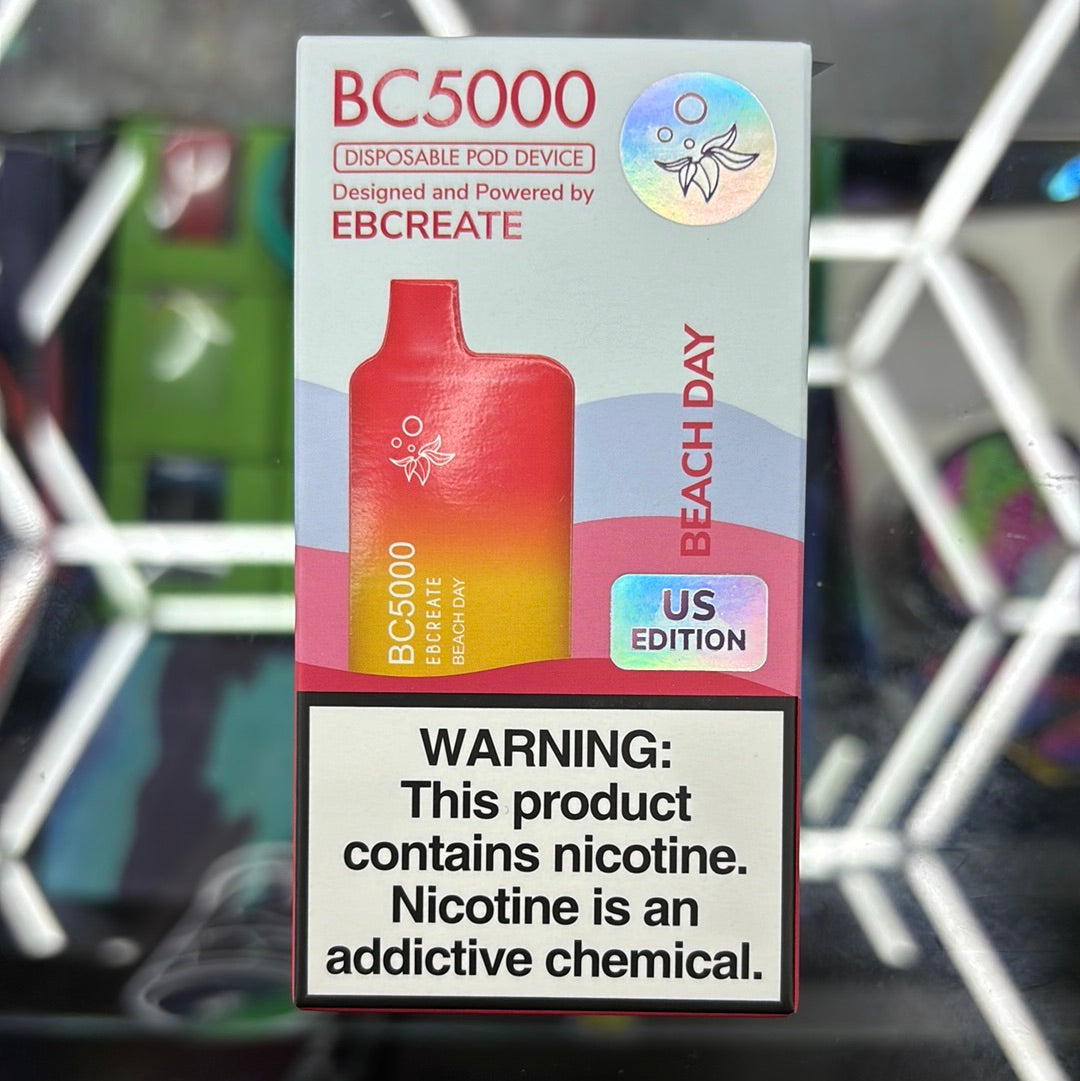 BC5000
DISPOSABLE POD DEVICE
Designed and Powered by
EBCREATE
BEACH DAY
BC5000
EBCREATE
BEACH DAY
US
EDITION
WARNING:
This product
contains nicotine.
Nicotine is an
addictive chemical.